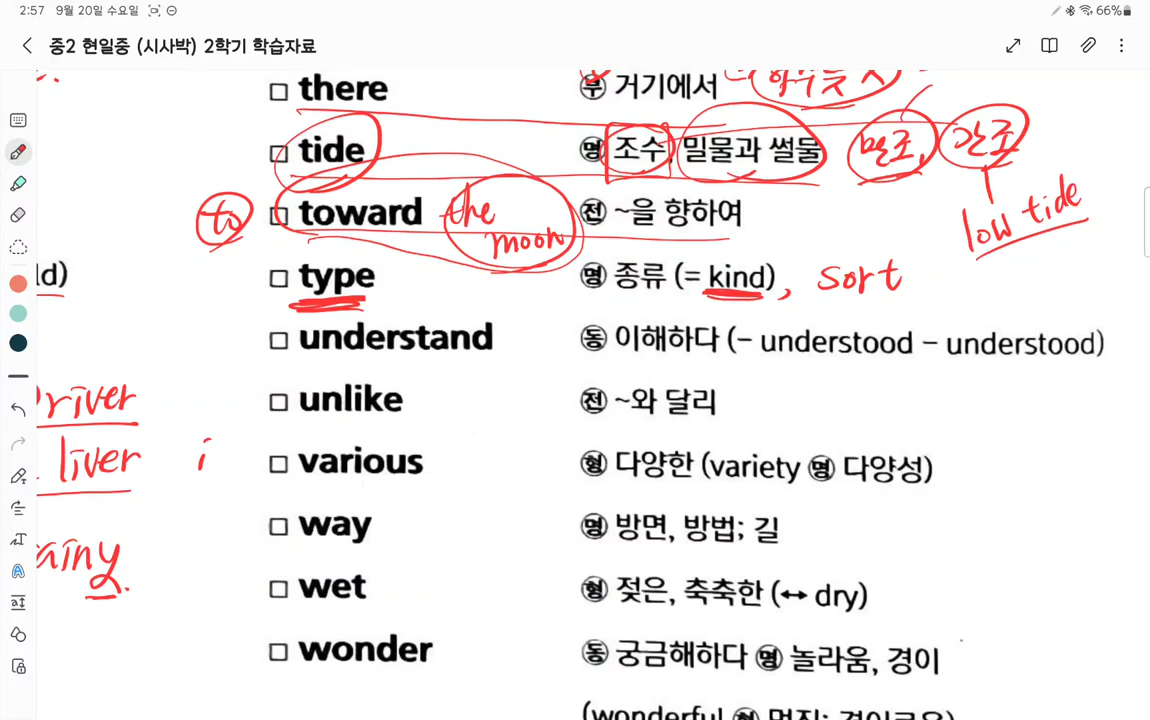 2:57 9월 20일 수요일 66%
중2 현일중 (시사박) 2학기 학습자료
there 부 거기에서
tide 명 조수, 밀물과 썰물 만조, 간조
low tide
to toward the moon 전 ~을 향하여
ld) type 명 종류 (= kind), sort
understand 동 이해하다 (– understood – understood)
river unlike 전 ~와 달리
liver i various 형 다양한 (variety 명 다양성)
way 명 방면, 방법; 길
ainy
wet 형 젖은, 축축한 (↔ dry)
wonder 동 궁금해하다 명 놀라움, 경이
(wonderful 형